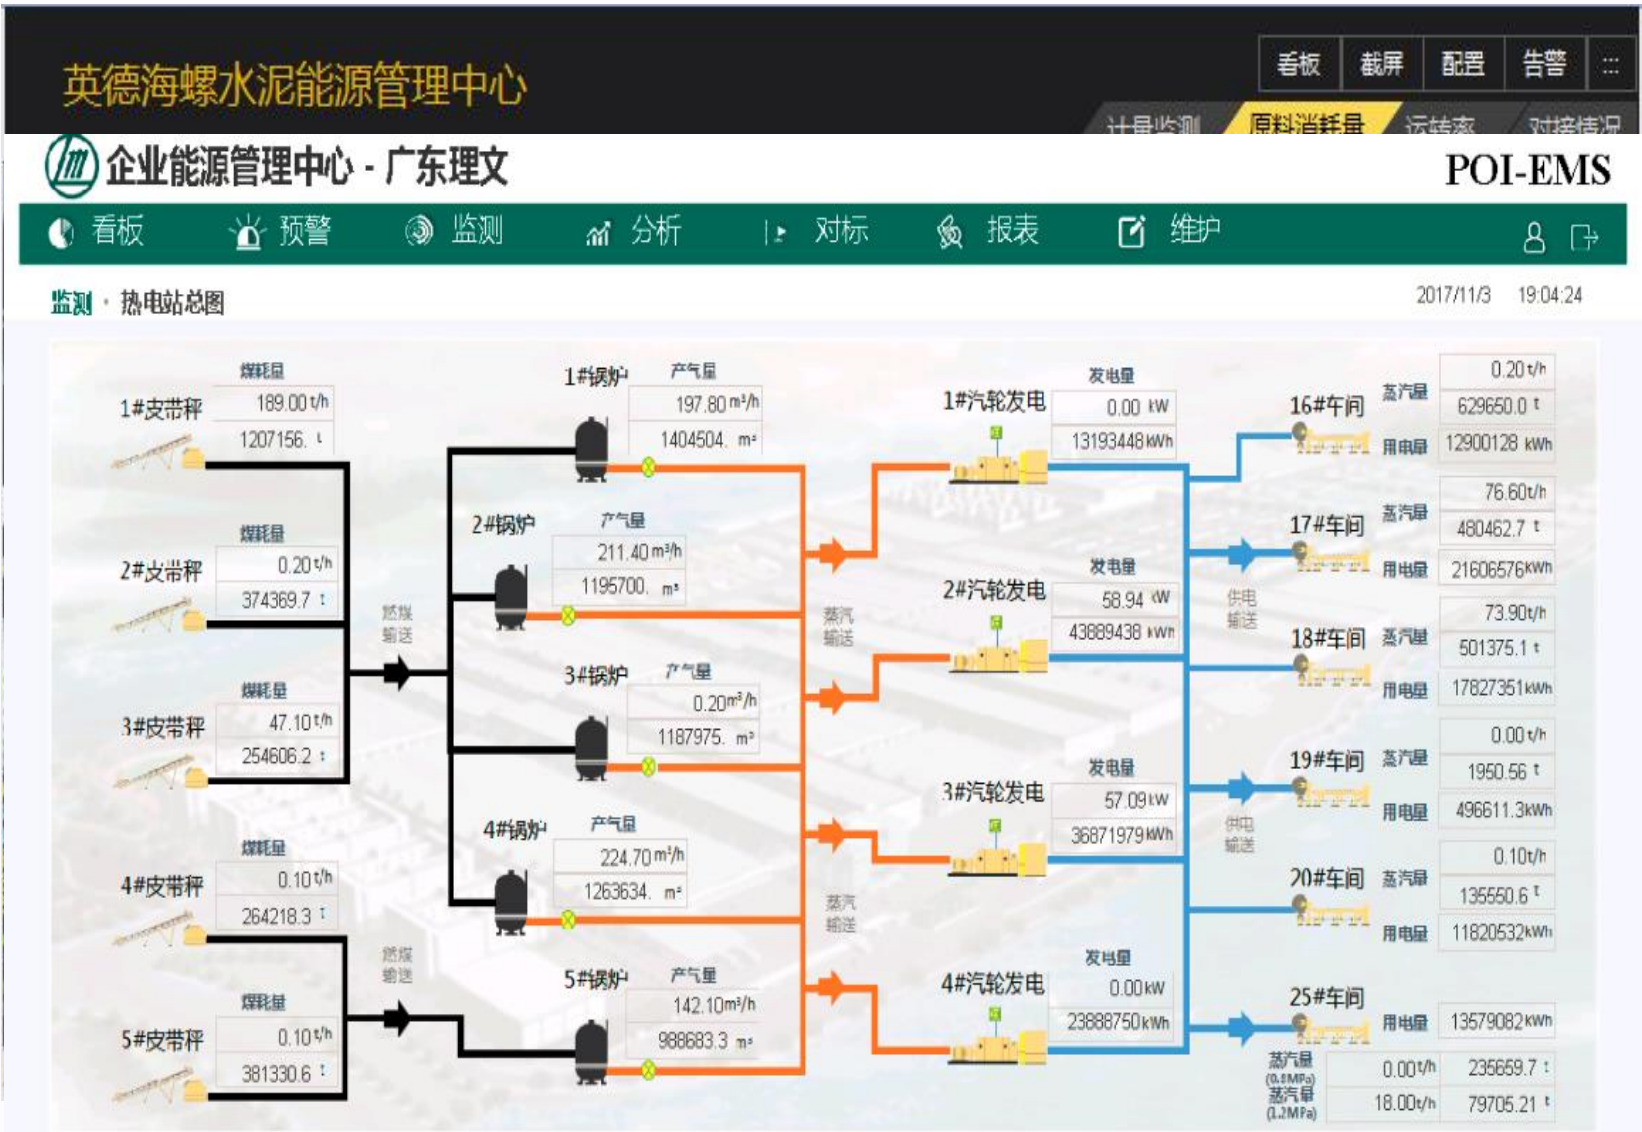 英德海螺水泥能源管理中心
看板 截屏 配置 告警 :::
计量监测 原料消耗量 运转率 对接情况
企业能源管理中心 - 广东理文 POI-EMS
看板 预警 监测 分析 对标 报表 维护
监测 · 热电站总图 2017/11/3 19:04:24
1#皮带秤 煤耗量
189.00 t/h
1207156.
2#皮带秤 煤耗量
0.20 t/h
374369.7 t
3#皮带秤 煤耗量
47.10 t/h
254606.2 t
4#皮带秤 煤耗量
0.10 t/h
264218.3 t
5#皮带秤 煤耗量
0.10 t/h
381330.6 t
燃煤
输送
燃煤
输送
1#锅炉 产气量
197.80 m³/h
1404504. m³
2#锅炉 产气量
211.40 m³/h
1195700. m³
3#锅炉 产气量
0.20 m³/h
1187975. m³
4#锅炉 产气量
224.70 m³/h
1263634. m³
5#锅炉 产气量
142.10 m³/h
988683.3 m³
蒸汽
输送
蒸汽
输送
1#汽轮发电 发电量
0.00 kW
13193448 kWh
2#汽轮发电 发电量
58.94 kW
43889438 kWh
3#汽轮发电 发电量
57.09 kW
36871979 kWh
4#汽轮发电 发电量
0.00 kW
23888750 kWh
供电
输送
供电
输送
16#车间 蒸汽量 0.20 t/h
629650.0 t
用电量 12900128 kWh
17#车间 蒸汽量 76.60 t/h
480462.7 t
用电量 21606576 kWh
18#车间 蒸汽量 73.90 t/h
501375.1 t
用电量 17827351 kWh
19#车间 蒸汽量 0.00 t/h
1950.56 t
用电量 496611.3 kWh
20#车间 蒸汽量 0.10 t/h
135550.6 t
用电量 11820532 kWh
25#车间 用电量 13579082 kWh
蒸汽量 (0.8MPa) 0.00 t/h 235659.7 t
蒸汽量 (1.2MPa) 18.00 t/h 79705.21 t